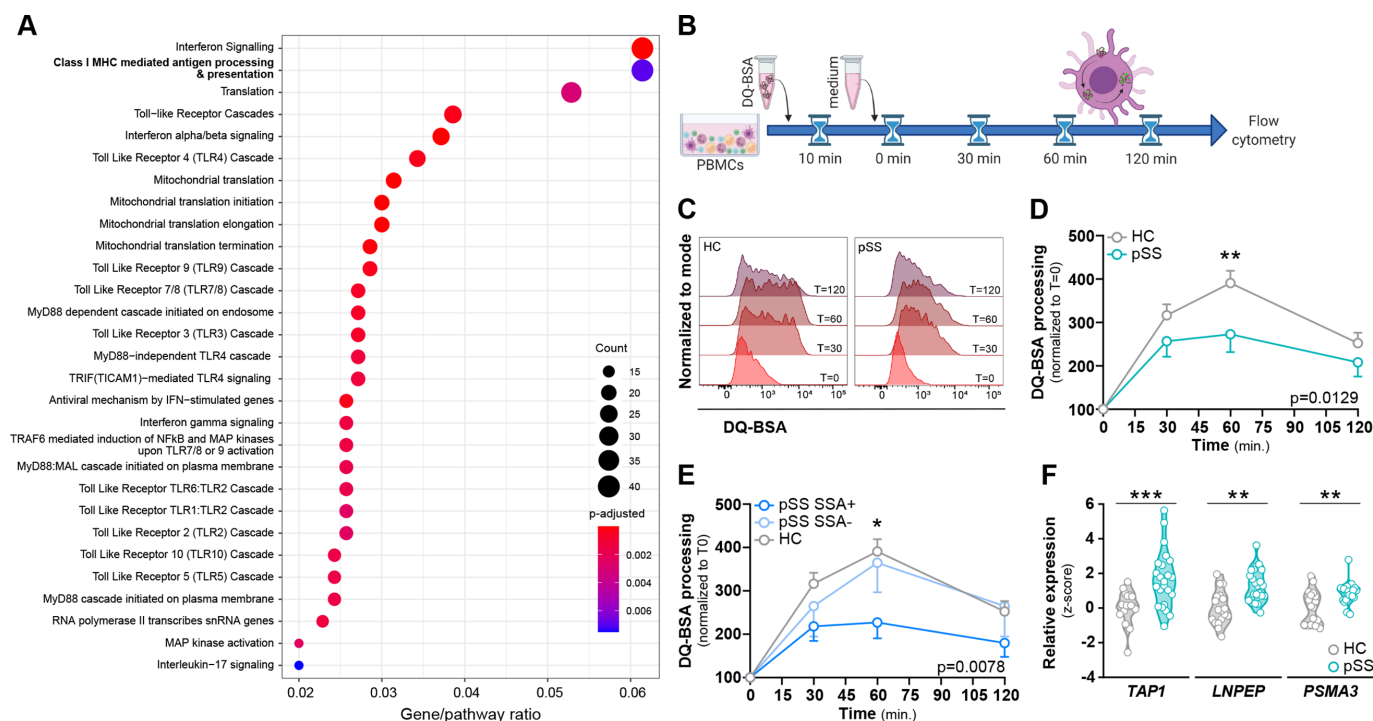 A
Interferon Signalling
Class I MHC mediated antigen processing
& presentation
Translation
Toll-like Receptor Cascades
Interferon alpha/beta signaling
Toll Like Receptor 4 (TLR4) Cascade
Mitochondrial translation
Mitochondrial translation initiation
Mitochondrial translation elongation
Mitochondrial translation termination
Toll Like Receptor 9 (TLR9) Cascade
Toll Like Receptor 7/8 (TLR7/8) Cascade
MyD88 dependent cascade initiated on endosome
Toll Like Receptor 3 (TLR3) Cascade
MyD88-independent TLR4 cascade
TRIF(TICAM1)-mediated TLR4 signaling
Antiviral mechanism by IFN-stimulated genes
Interferon gamma signaling
TRAF6 mediated induction of NFkB and MAP kinases
upon TLR7/8 or 9 activation
MyD88:MAL cascade initiated on plasma membrane
Toll Like Receptor TLR6:TLR2 Cascade
Toll Like Receptor TLR1:TLR2 Cascade
Toll Like Receptor 2 (TLR2) Cascade
Toll Like Receptor 10 (TLR10) Cascade
Toll Like Receptor 5 (TLR5) Cascade
MyD88 cascade initiated on plasma membrane
RNA polymerase II transcribes snRNA genes
MAP kinase activation
Interleukin-17 signaling
0.02 0.03 0.04 0.05 0.06
Gene/pathway ratio
Count
15
20
25
30
35
40
p-adjusted
0.002
0.004
0.006
B
DQ-BSA
medium
PBMCs
10 min 0 min 30 min 60 min 120 min
Flow
cytometry
C
Normalized to mode
HC
T=120
T=60
T=30
T=0
0 10³ 10⁴ 10⁵
pSS
T=120
T=60
T=30
T=0
0 10³ 10⁴ 10⁵
DQ-BSA
D
DQ-BSA processing
(normalized to T=0)
500
400
300
200
100
HC
pSS
**
p=0.0129
0 15 30 45 60 75 90 105 120
Time (min.)
E
DQ-BSA processing
(normalized to T0)
500
400
300
200
100
pSS SSA+
pSS SSA-
HC
*
p=0.0078
0 15 30 45 60 75 90 105 120
Time (min.)
F
Relative expression
(z-score)
6
4
2
0
-2
-4
*** ** **
HC
pSS
TAP1 LNPEP PSMA3